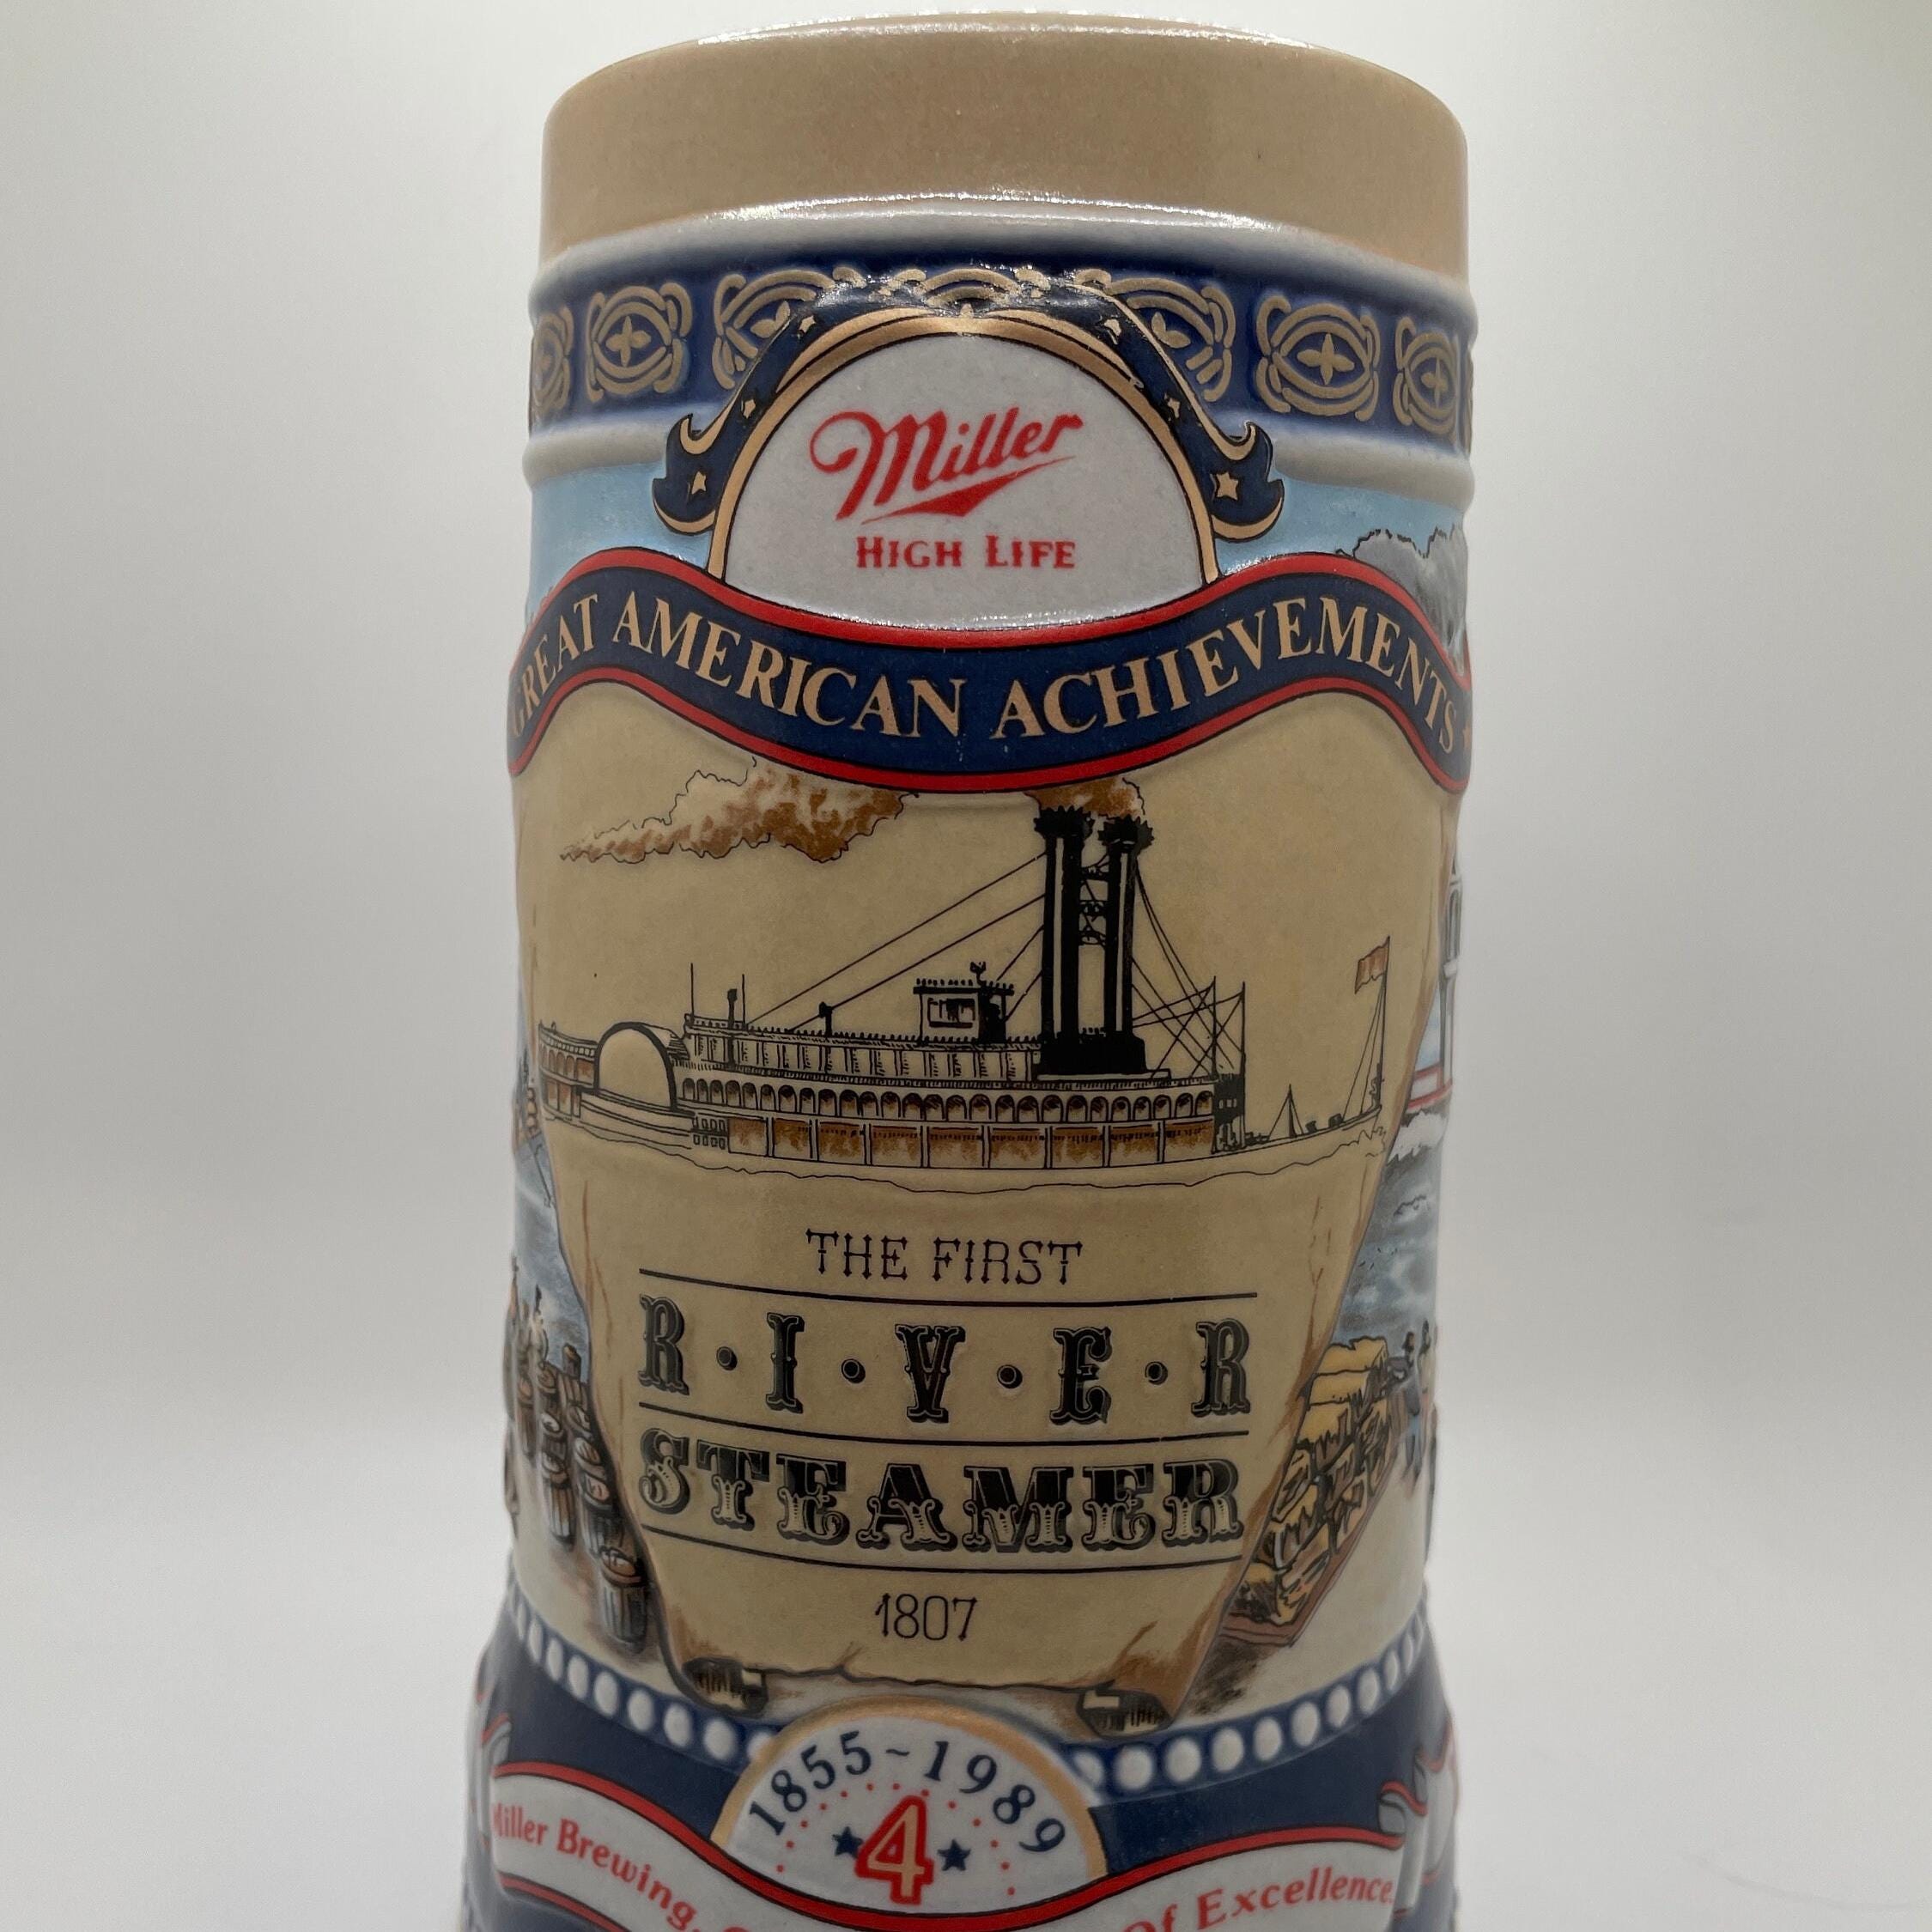 Miller
HIGH LIFE
GREAT AMERICAN ACHIEVEMENTS
THE FIRST
R·I·V·E·R
STEAMER
1807
1855~1989
4
Miller Brewing, Of Excellence.